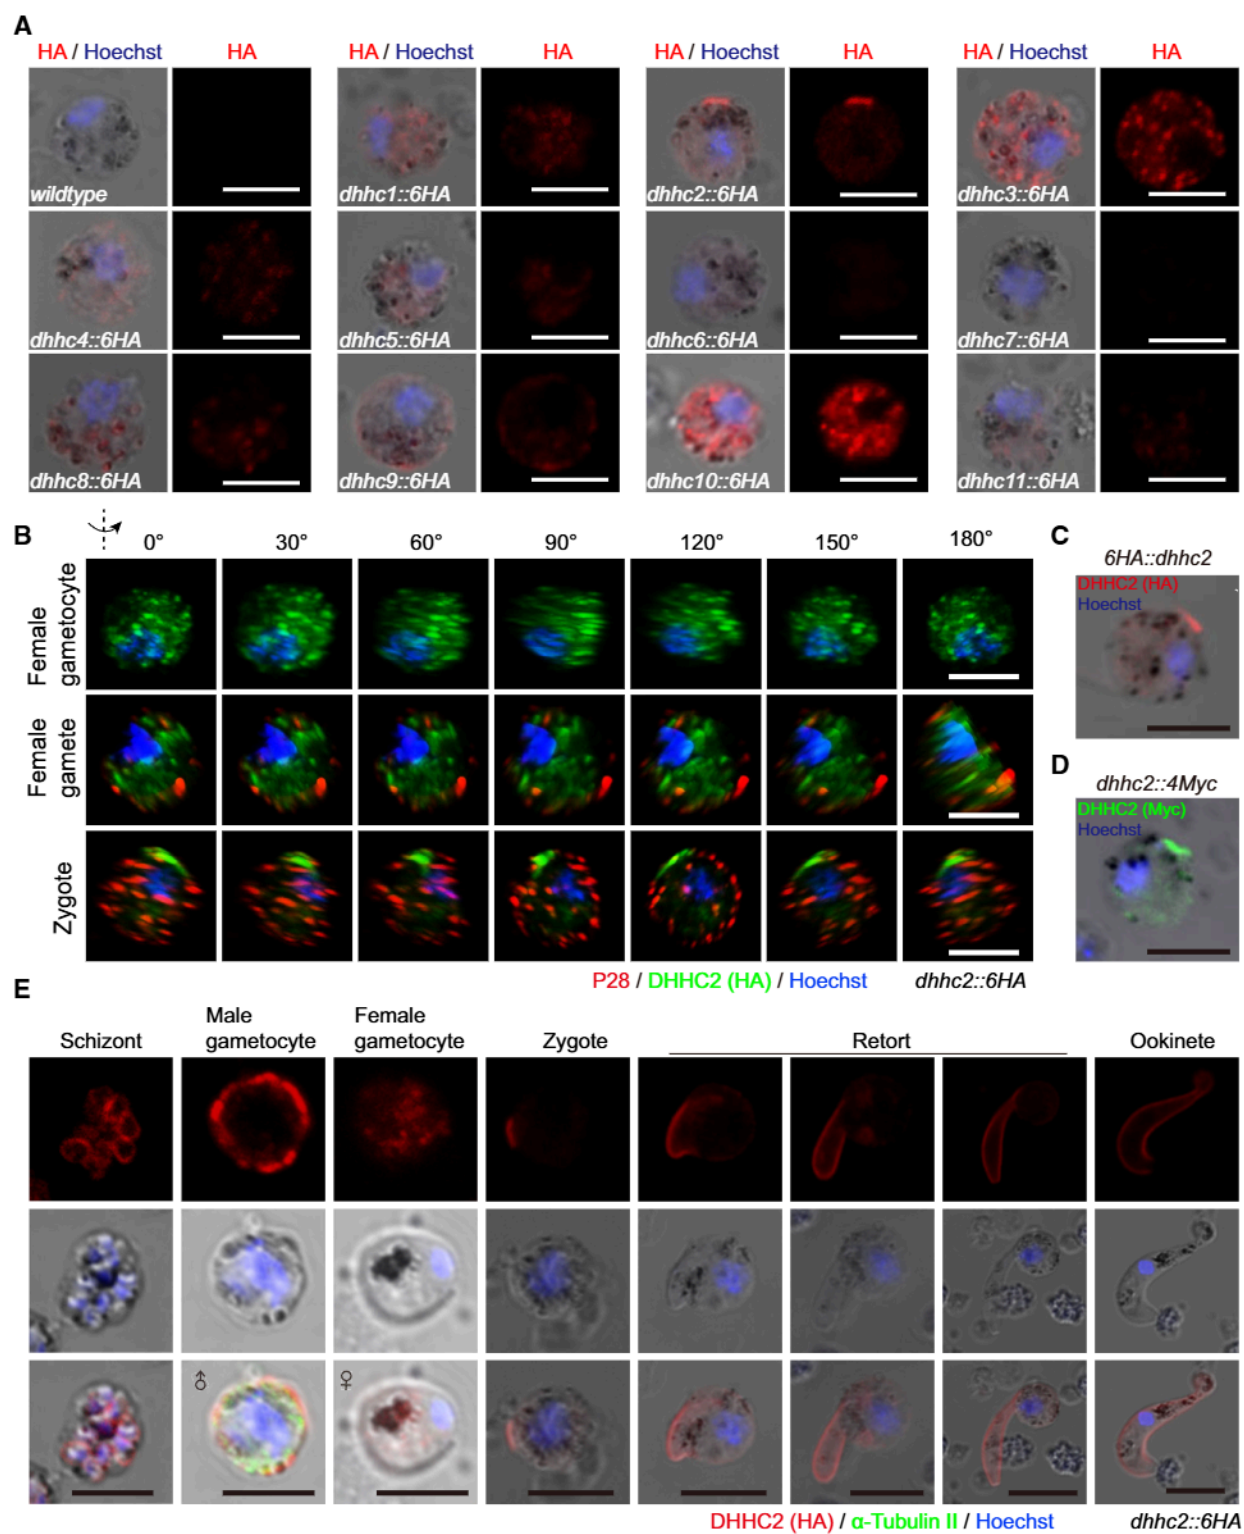 A
HA / Hoechst HA HA / Hoechst HA HA / Hoechst HA HA / Hoechst HA
wildtype dhhc1::6HA dhhc2::6HA dhhc3::6HA
dhhc4::6HA dhhc5::6HA dhhc6::6HA dhhc7::6HA
dhhc8::6HA dhhc9::6HA dhhc10::6HA dhhc11::6HA
B
0° 30° 60° 90° 120° 150° 180°
Female
gametocyte
Female
gamete
Zygote
P28 / DHHC2 (HA) / Hoechst dhhc2::6HA
C
6HA::dhhc2
DHHC2 (HA)
Hoechst
D
dhhc2::4Myc
DHHC2 (Myc)
Hoechst
E
Schizont
Male
gametocyte
Female
gametocyte
Zygote
Retort
Ookinete
♂ ♀
DHHC2 (HA) / α-Tubulin II / Hoechst dhhc2::6HA